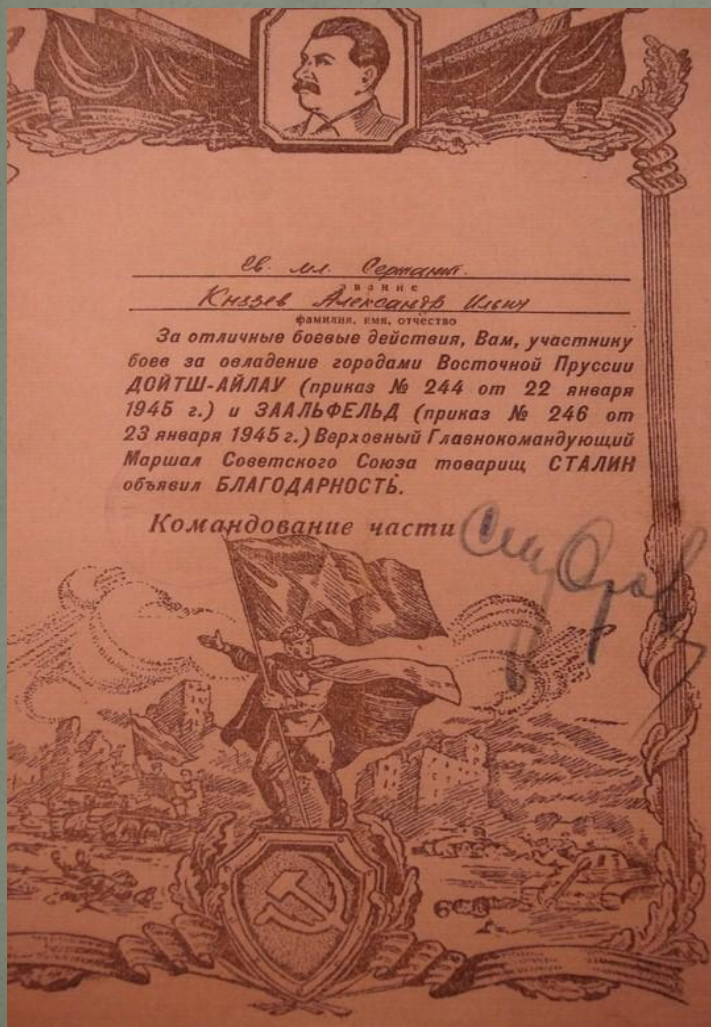 Гв. мл. Сержант.
звание
Князев Александр Ильич
фамилия, имя, отчество
За отличные боевые действия, Вам, участнику
боев за овладение городами Восточной Пруссии
ДОЙТШ-АЙЛАУ (приказ № 244 от 22 января
1945 г.) и ЗААЛЬФЕЛЬД (приказ № 246 от
23 января 1945 г.) Верховный Главнокомандующий
Маршал Советского Союза товарищ СТАЛИН
объявил БЛАГОДАРНОСТЬ.
Командование части